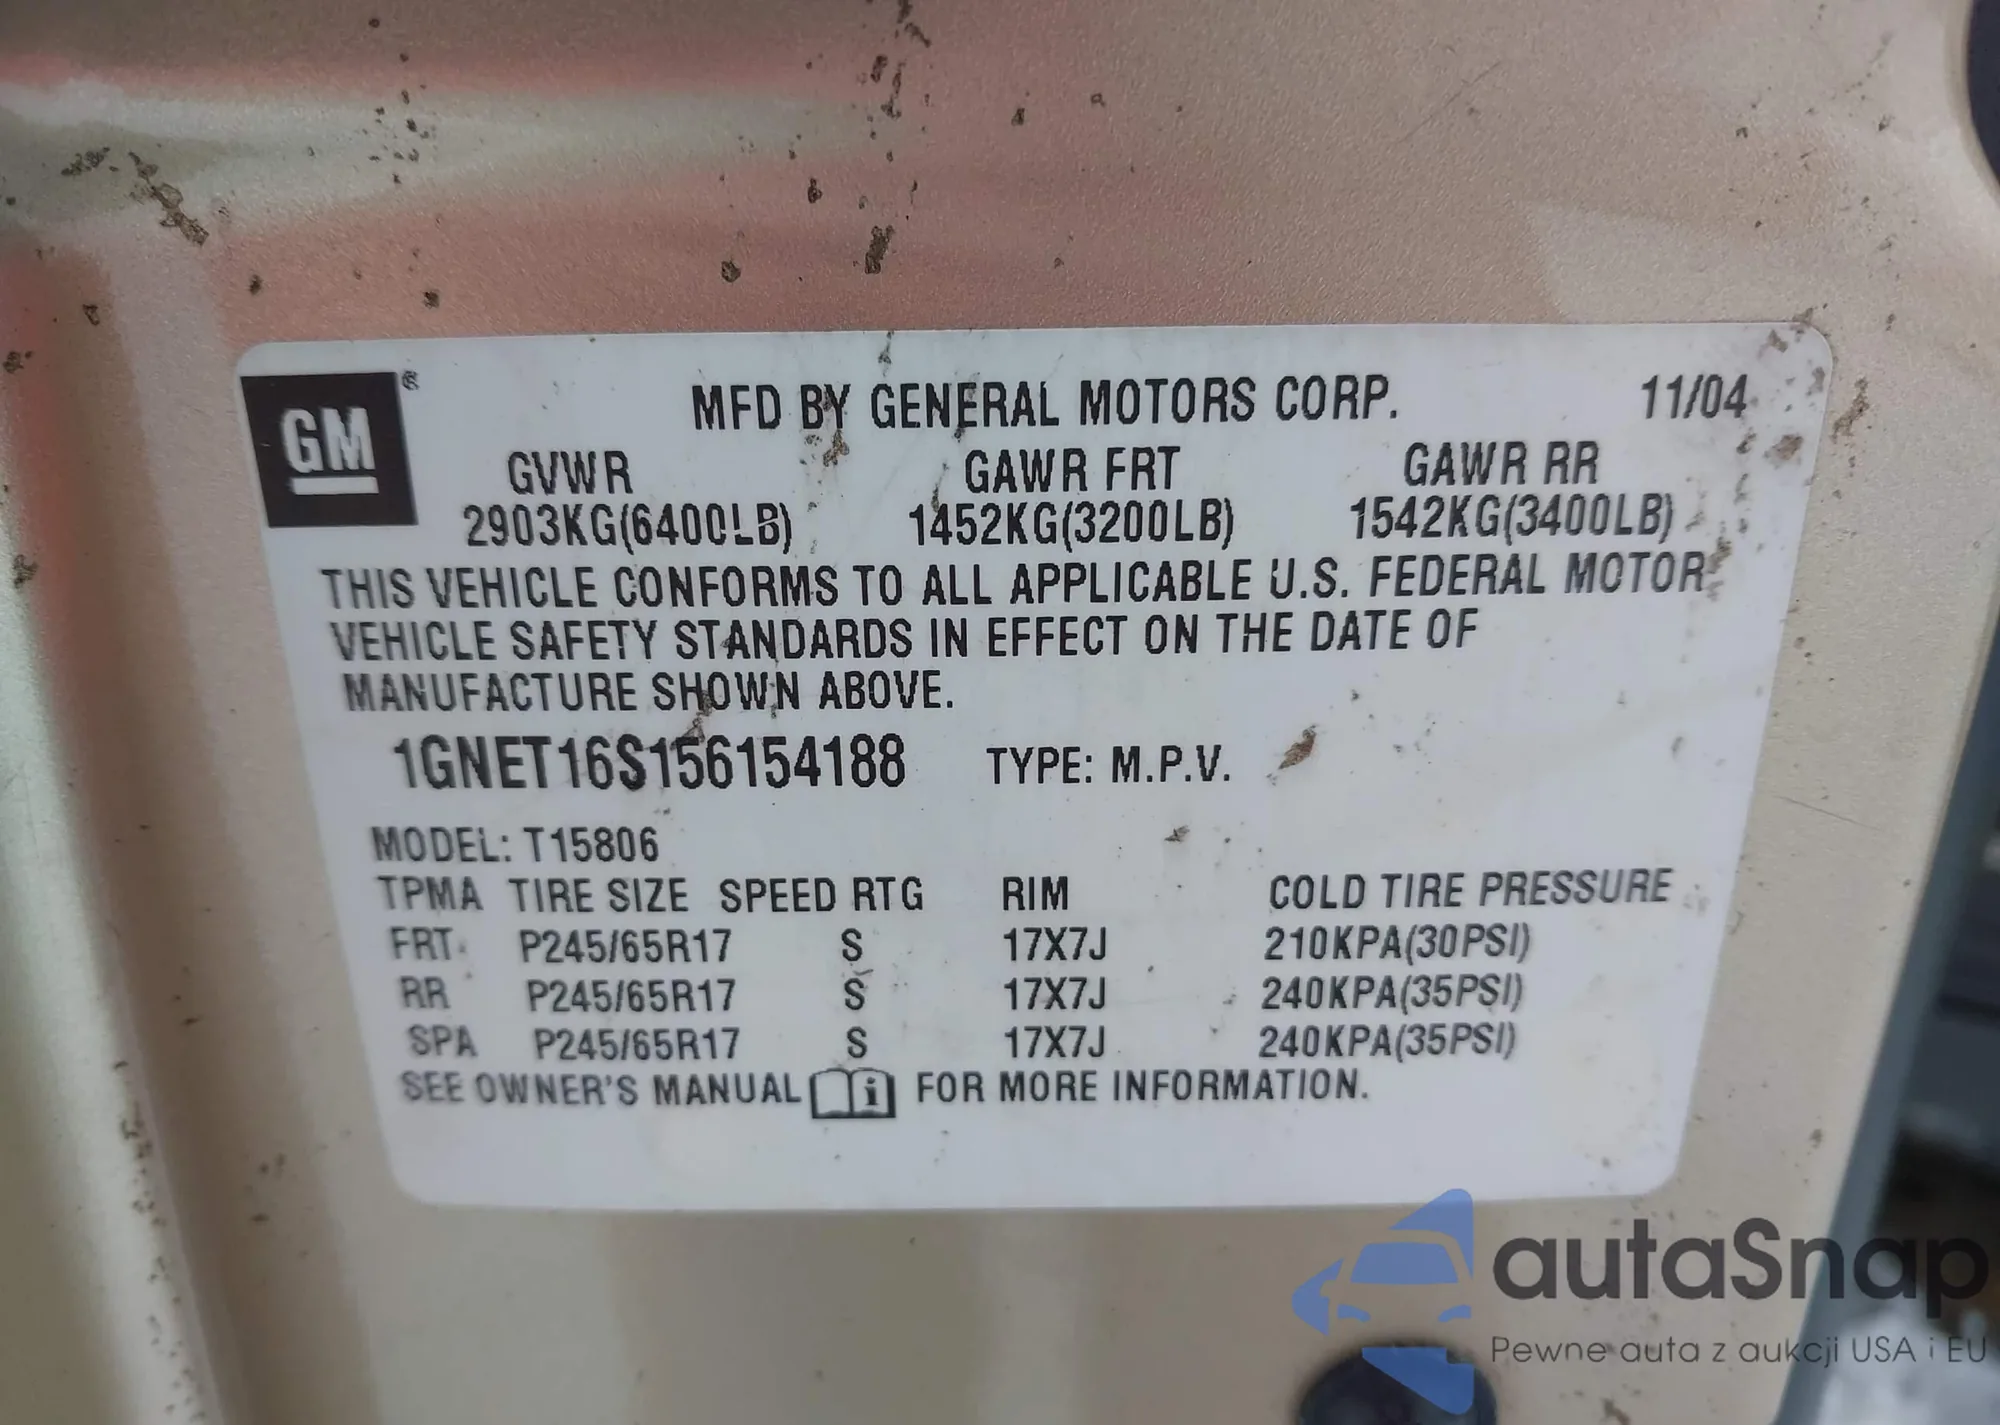 GM®
MFD BY GENERAL MOTORS CORP. 11/04
GVWR GAWR FRT GAWR RR
2903KG(6400LB) 1452KG(3200LB) 1542KG(3400LB)
THIS VEHICLE CONFORMS TO ALL APPLICABLE U.S. FEDERAL MOTOR
VEHICLE SAFETY STANDARDS IN EFFECT ON THE DATE OF
MANUFACTURE SHOWN ABOVE.
1GNET16S156154188 TYPE: M.P.V.
MODEL: T15806
TPMA TIRE SIZE SPEED RTG RIM COLD TIRE PRESSURE
FRT P245/65R17 S 17X7J 210KPA(30PSI)
RR P245/65R17 S 17X7J 240KPA(35PSI)
SPA P245/65R17 S 17X7J 240KPA(35PSI)
SEE OWNER'S MANUAL i FOR MORE INFORMATION.
autaSnap
Pewne auta z aukcji USA i EU